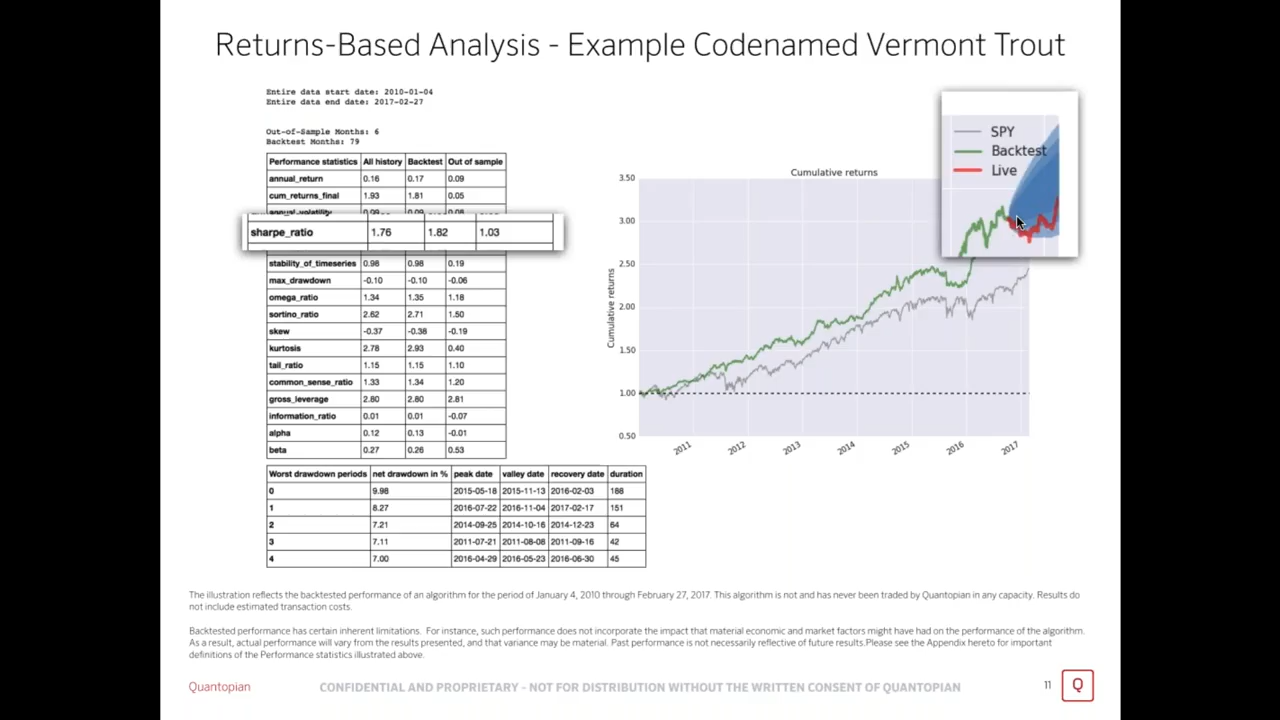 Returns-Based Analysis - Example Codenamed Vermont Trout
Entire data start date: 2010-01-04
Entire data end date: 2017-02-27
Out-of-Sample Months: 6
Backtest Months: 79
Performance statistics All history Backtest Out of sample
annual_return 0.16 0.17 0.09
cum_returns_final 1.93 1.81 0.05
annual_volatility 0.09 0.09 0.08
sharpe_ratio 1.76 1.82 1.03
stability_of_timeseries 0.98 0.98 0.19
max_drawdown -0.10 -0.10 -0.06
omega_ratio 1.34 1.35 1.18
sortino_ratio 2.62 2.71 1.50
skew -0.37 -0.38 -0.19
kurtosis 2.78 2.93 0.40
tail_ratio 1.15 1.15 1.10
common_sense_ratio 1.33 1.34 1.20
gross_leverage 2.80 2.80 2.81
information_ratio 0.01 0.01 -0.07
alpha 0.12 0.13 -0.01
beta 0.27 0.26 0.53
Worst drawdown periods net drawdown in % peak date valley date recovery date duration
0 9.98 2015-05-18 2015-11-13 2016-02-03 188
1 8.27 2016-07-22 2016-11-04 2017-02-17 151
2 7.21 2014-09-25 2014-10-16 2014-12-23 64
3 7.11 2011-07-21 2011-08-08 2011-09-16 42
4 7.00 2016-04-29 2016-05-23 2016-06-30 45
Cumulative returns
SPY
Backtest
Live
Cumulative returns
3.50
3.00
2.50
2.00
1.50
1.00
0.50
2011 2012 2013 2014 2015 2016 2017
The illustration reflects the backtested performance of an algorithm for the period of January 4, 2010 through February 27, 2017. This algorithm is not and has never been traded by Quantopian in any capacity. Results do
not include estimated transaction costs.
Backtested performance has certain inherent limitations. For instance, such performance does not incorporate the impact that material economic and market factors might have had on the performance of the algorithm.
As a result, actual performance will vary from the results presented, and that variance may be material. Past performance is not necessarily reflective of future results.Please see the Appendix hereto for important
definitions of the Performance statistics illustrated above.
Quantopian CONFIDENTIAL AND PROPRIETARY - NOT FOR DISTRIBUTION WITHOUT THE WRITTEN CONSENT OF QUANTOPIAN 11 Q